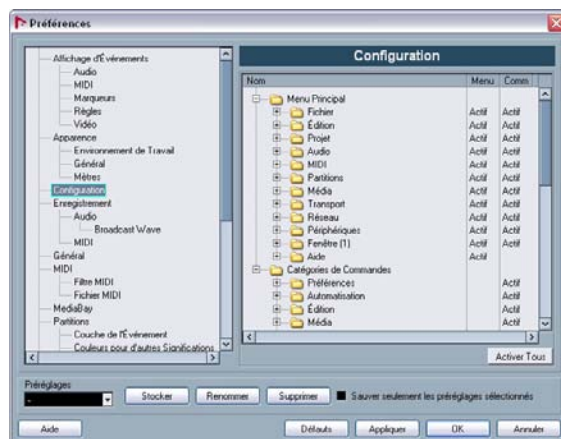 Préférences
Affichage d'Événements
Audio
MIDI
Marqueurs
Règles
Vidéo
Apparence
Environnement de Travail
Général
Mètres
Configuration
Enregistrement
Audio
Broadcast Wave
MIDI
Général
MIDI
Filtre MIDI
Fichier MIDI
MediaBay
Partitions
Couche de l'Événement
Couleurs pour d'autres Significations
Configuration
Nom Menu Comm
Menu Principal
Fichier Actif Actif
Édition Actif Actif
Projet Actif Actif
Audio Actif Actif
MIDI Actif Actif
Partitions Actif Actif
Média Actif Actif
Transport Actif Actif
Réseau Actif Actif
Périphériques Actif Actif
Fenêtre (1) Actif Actif
Aide Actif
Catégories de Commandes
Préférences Actif
Automatisation Actif
Édition Actif
Média Actif
Activer Tous
Préréglages
-
Stocker Renommer Supprimer Sauver seulement les préréglages sélectionnés
Aide Défauts Appliquer OK Annuler